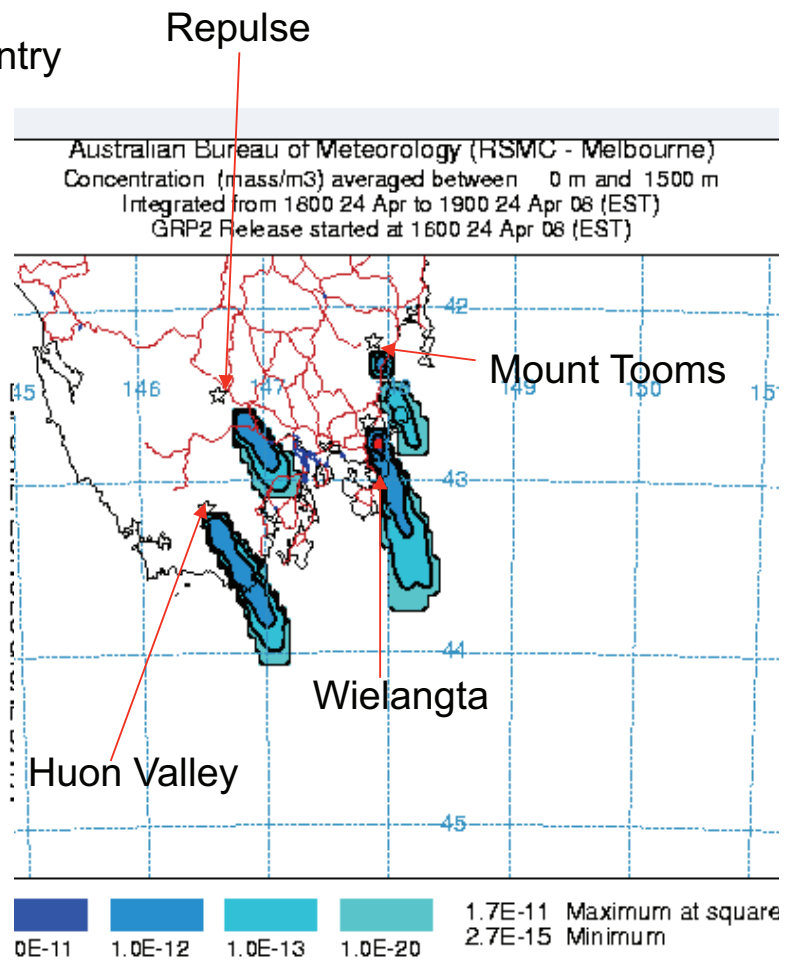 Repulse
ntry
Australian Bureau of Meteorology (RSMC - Melbourne)
Concentration (mass/m3) averaged between 0 m and 1500 m
Integrated from 1800 24 Apr to 1900 24 Apr 08 (EST)
GRP2 Release started at 1600 24 Apr 08 (EST)
42
Mount Tooms
45 146 147 149 150 15
43
44
Wielangta
Huon Valley
45
0E-11 1.0E-12 1.0E-13 1.0E-20
1.7E-11 Maximum at square
2.7E-15 Minimum